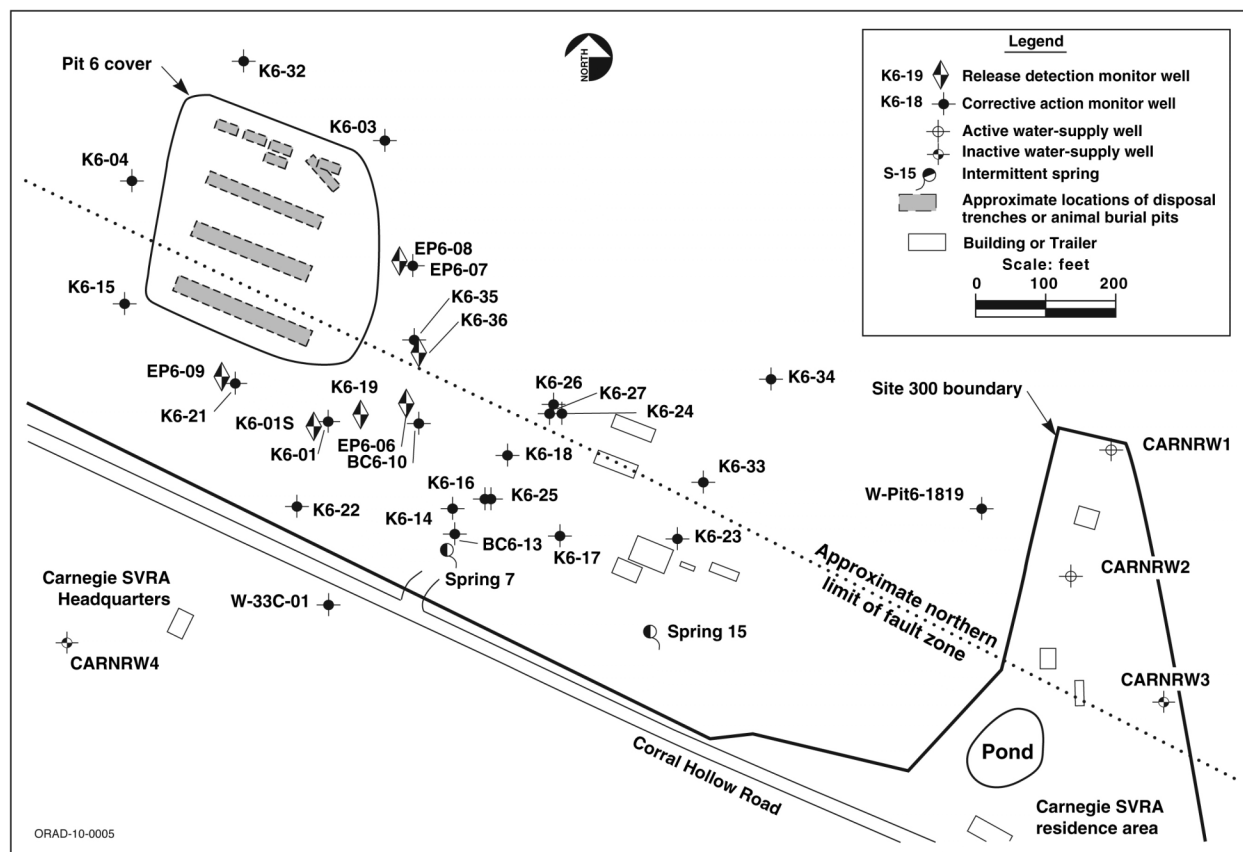 Pit 6 cover
K6-32
NORTH
K6-03
K6-04
EP6-08
EP6-07
K6-15
K6-35
K6-36
EP6-09
K6-21
K6-19
K6-01S
K6-01
EP6-06
BC6-10
K6-26
K6-27
K6-24
K6-34
K6-18
K6-33
K6-16
K6-25
K6-22
K6-14
BC6-13
K6-17
K6-23
Spring 7
Spring 15
W-33C-01
Carnegie SVRA
Headquarters
CARNRW4
Legend
K6-19 Release detection monitor well
K6-18 Corrective action monitor well
Active water-supply well
Inactive water-supply well
S-15 Intermittent spring
Approximate locations of disposal
trenches or animal burial pits
Building or Trailer
Scale: feet
0 100 200
Site 300 boundary
CARNRW1
W-Pit6-1819
CARNRW2
Approximate northern
limit of fault zone
CARNRW3
Pond
Corral Hollow Road
Carnegie SVRA
residence area
ORAD-10-0005